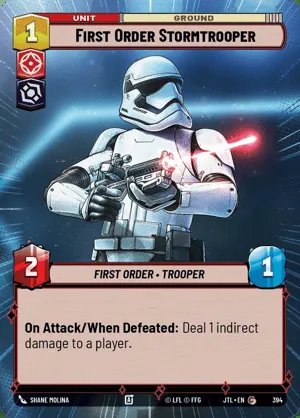 UNIT
GROUND
1
FIRST ORDER STORMTROOPER
2
1
FIRST ORDER • TROOPER
On Attack/When Defeated: Deal 1 indirect
damage to a player.
SHANE MOLINA
© LFL © FFG
JTL • EN
C
394